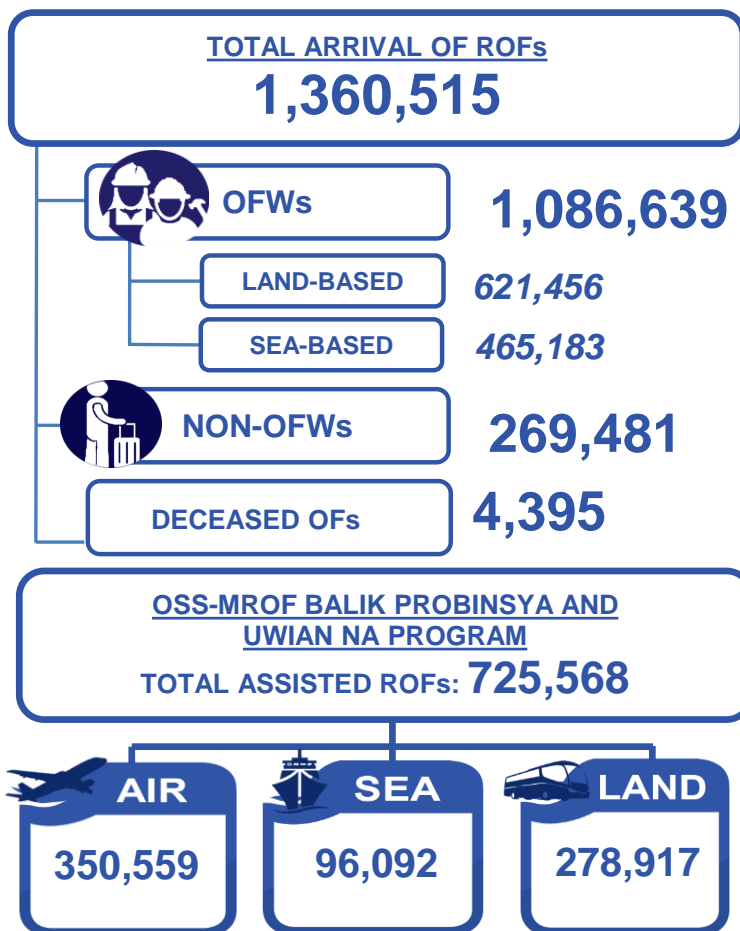 TOTAL ARRIVAL OF ROFs
1,360,515
OFWs
1,086,639
LAND-BASED
621,456
SEA-BASED
465,183
NON-OFWs
269,481
DECEASED OFs
4,395
OSS-MROF BALIK PROBINSYA AND
UWIAN NA PROGRAM
TOTAL ASSISTED ROFs: 725,568
AIR
350,559
SEA
96,092
LAND
278,917